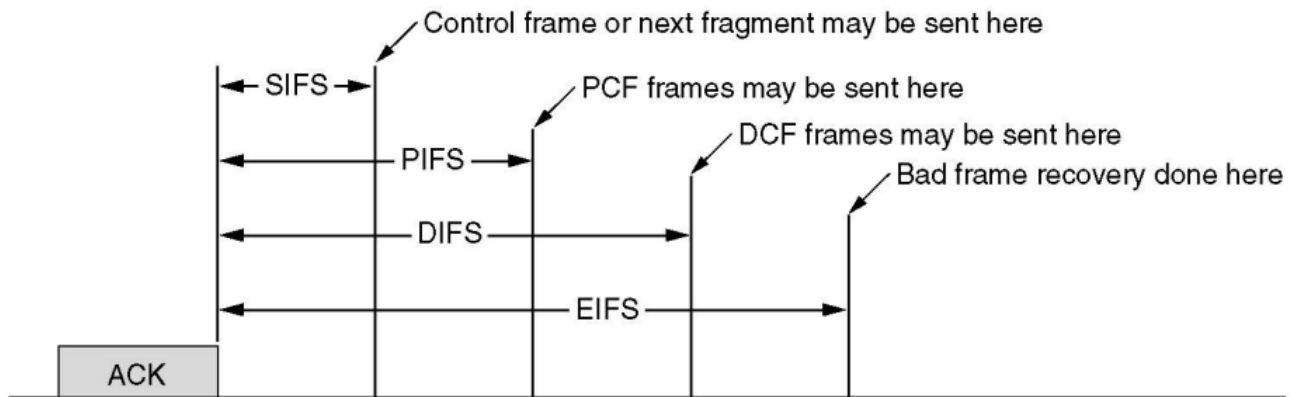 Control frame or next fragment may be sent here
SIFS
PCF frames may be sent here
PIFS
DCF frames may be sent here
Bad frame recovery done here
DIFS
EIFS
ACK